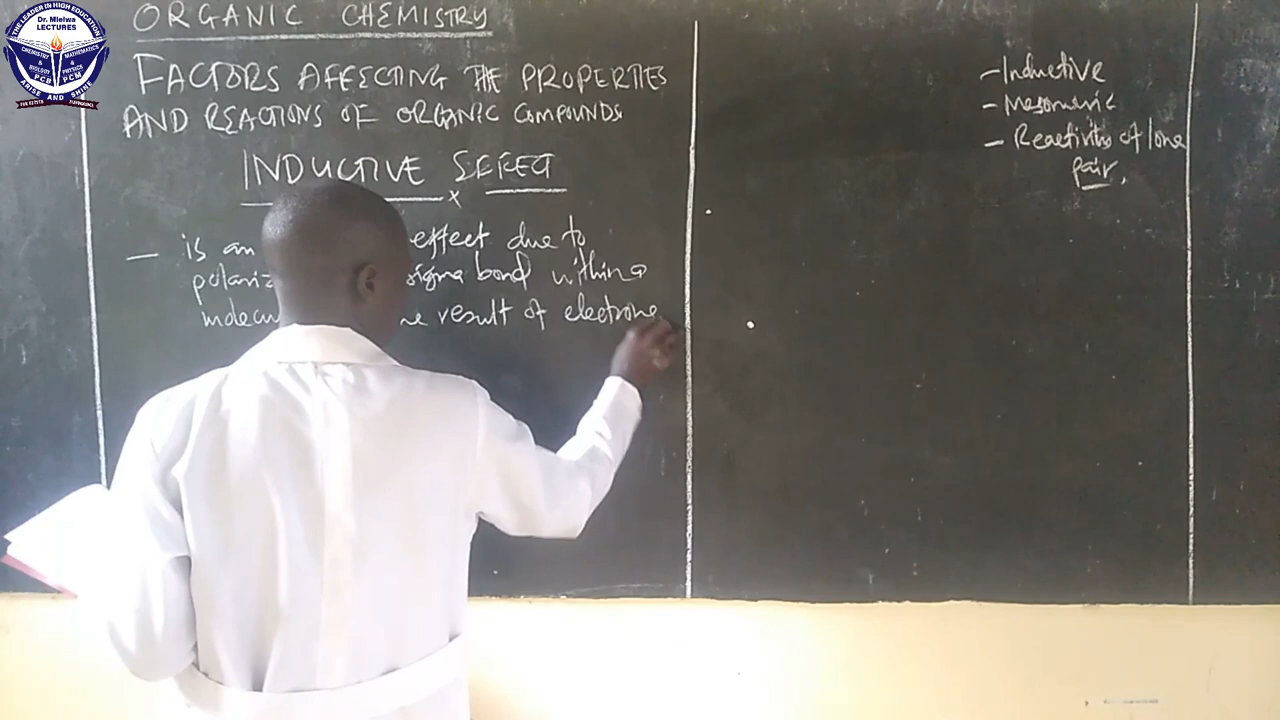 THE LEADER IN HIGH EDUCATION
Dr. Mlelwa
LECTURES
CHEMISTRY & BIOLOGY
MATHEMATICS & PHYSICS
PCB PCM
ARISE AND SHINE
ORGANIC CHEMISTRY
FACTORS AFFECTING THE PROPERTIES
AND REACTIONS OF ORGANIC COMPOUNDS
INDUCTIVE EFFECT
x
— is an effect due to
polariz sigma bond within a
molecu result of electrone
- Inductive
- Mesomeric
- Reactivity of lone
pair.